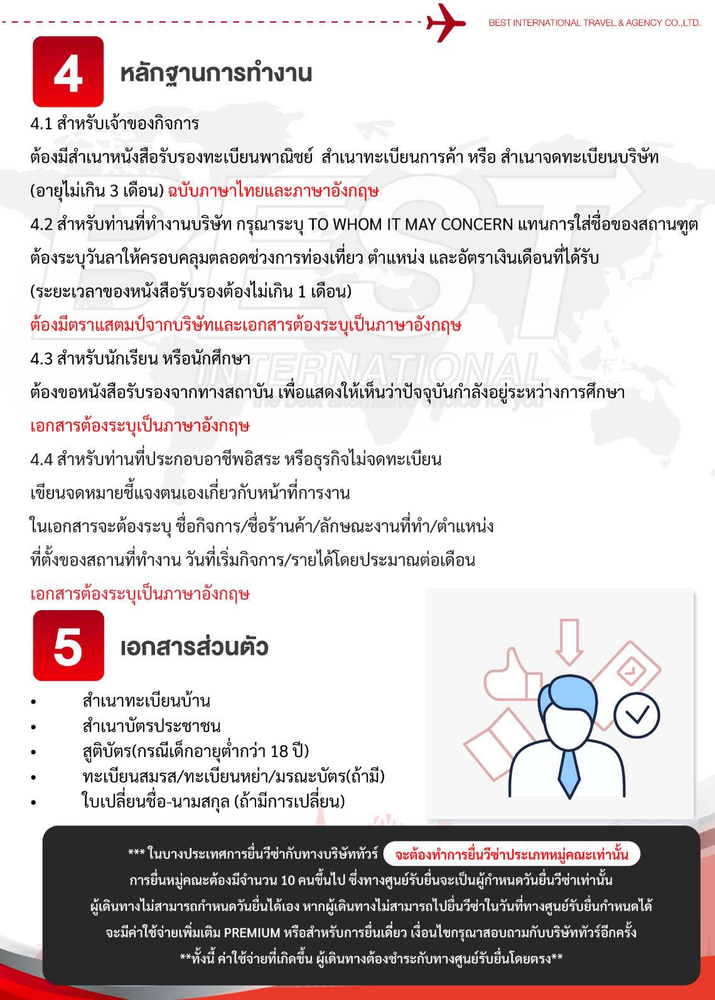 BEST INTERNATIONAL TRAVEL & AGENCY CO.,LTD.
4 หลักฐานการทำงาน
4.1 สำหรับเจ้าของกิจการ
ต้องมีสำเนาหนังสือรับรองทะเบียนพาณิชย์ สำเนาทะเบียนการค้า หรือ สำเนาจดทะเบียนบริษัท
(อายุไม่เกิน 3 เดือน) ฉบับภาษาไทยและภาษาอังกฤษ
4.2 สำหรับท่านที่ทำงานบริษัท กรุณาระบุ TO WHOM IT MAY CONCERN แทนการใส่ชื่อของสถานฑูต
ต้องระบุวันลาให้ครอบคลุมตลอดช่วงการท่องเที่ยว ตำแหน่ง และอัตราเงินเดือนที่ได้รับ
(ระยะเวลาของหนังสือรับรองต้องไม่เกิน 1 เดือน)
ต้องมีตราแสตมป์จากบริษัทและเอกสารต้องระบุเป็นภาษาอังกฤษ
4.3 สำหรับนักเรียน หรือนักศึกษา
ต้องขอหนังสือรับรองจากทางสถาบัน เพื่อแสดงให้เห็นว่าปัจจุบันกำลังอยู่ระหว่างการศึกษา
เอกสารต้องระบุเป็นภาษาอังกฤษ
4.4 สำหรับท่านที่ประกอบอาชีพอิสระ หรือธุรกิจไม่จดทะเบียน
เขียนจดหมายชี้แจงตนเองเกี่ยวกับหน้าที่การงาน
ในเอกสารจะต้องระบุ ชื่อกิจการ/ชื่อร้านค้า/ลักษณะงานที่ทำ/ตำแหน่ง
ที่ตั้งของสถานที่ทำงาน วันที่เริ่มกิจการ/รายได้โดยประมาณต่อเดือน
เอกสารต้องระบุเป็นภาษาอังกฤษ
BEST
INTERNATIONAL
the best alternative choice for you
5 เอกสารส่วนตัว
• สำเนาทะเบียนบ้าน
• สำเนาบัตรประชาชน
• สูติบัตร(กรณีเด็กอายุต่ำกว่า 18 ปี)
• ทะเบียนสมรส/ทะเบียนหย่า/มรณะบัตร(ถ้ามี)
• ใบเปลี่ยนชื่อ-นามสกุล (ถ้ามีการเปลี่ยน)
*** ในบางประเทศการยื่นวีซ่ากับทางบริษัททัวร์ จะต้องทำการยื่นวีซ่าประเภทหมู่คณะเท่านั้น
การยื่นหมู่คณะต้องมีจำนวน 10 คนขึ้นไป ซึ่งทางศูนย์รับยื่นจะเป็นผู้กำหนดวันยื่นวีซ่าเท่านั้น
ผู้เดินทางไม่สามารถกำหนดวันยื่นได้เอง หากผู้เดินทางไม่สามารถไปยื่นวีซ่าในวันที่ทางศูนย์รับยื่นกำหนดได้
จะมีค่าใช้จ่ายเพิ่มเติม PREMIUM หรือสำหรับการยื่นเดี่ยว เงื่อนไขกรุณาสอบถามกับบริษัททัวร์อีกครั้ง
**ทั้งนี้ ค่าใช้จ่ายที่เกิดขึ้น ผู้เดินทางต้องชำระกับทางศูนย์รับยื่นโดยตรง**